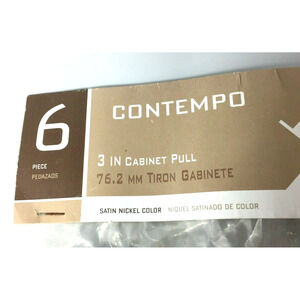 6
PIECE
PEDAZAOS
CONTEMPO
3 IN CABINET PULL
76.2 MM TIRON GABINETE
SATIN NICKEL COLOR / NIQUEL SATINADO DE COLOR